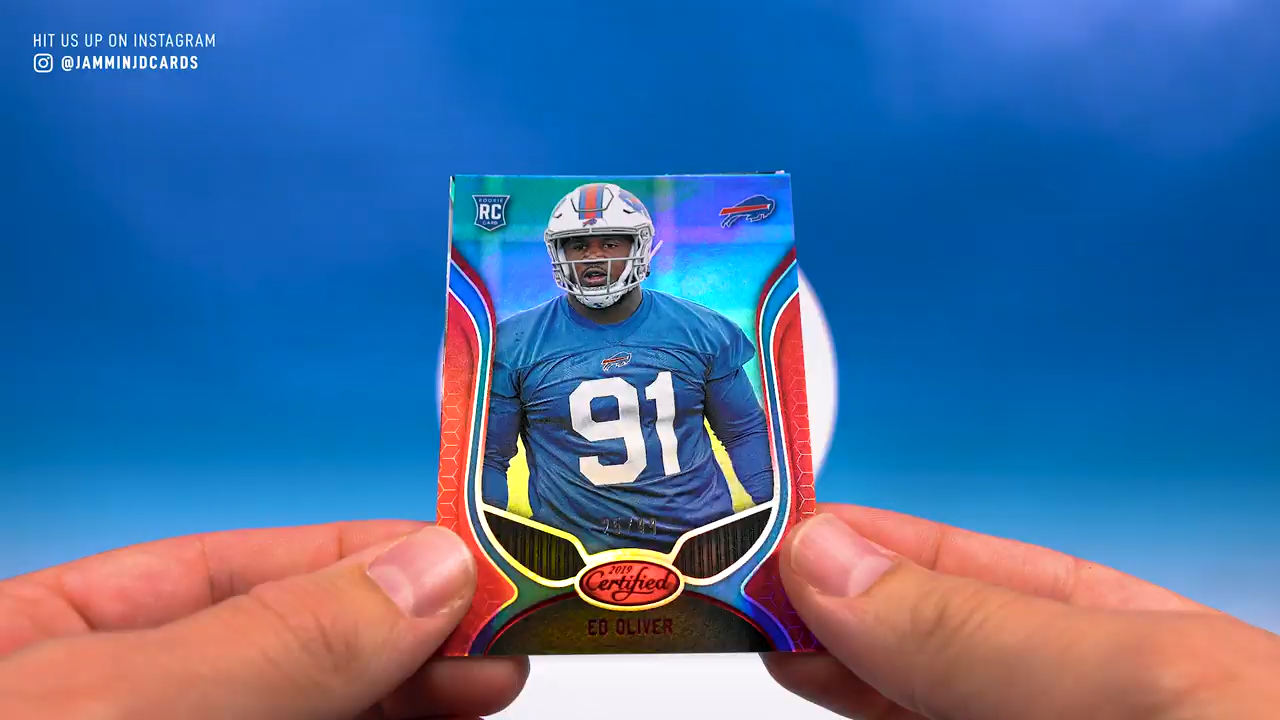 HIT US UP ON INSTAGRAM
@JAMMINJDCARDS
ROOKIE
RC
CARD
91
2019
Certified
ED OLIVER